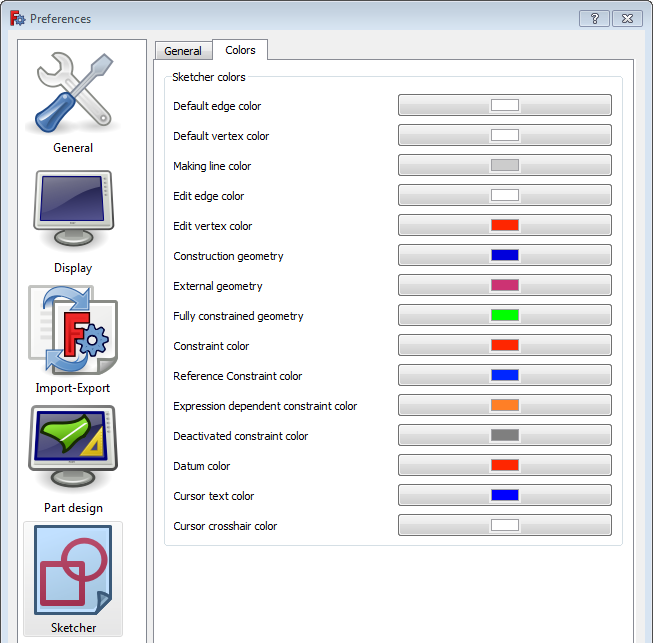 Preferences
General
Display
Import-Export
Part design
Sketcher
General
Colors
Sketcher colors
Default edge color
Default vertex color
Making line color
Edit edge color
Edit vertex color
Construction geometry
External geometry
Fully constrained geometry
Constraint color
Reference Constraint color
Expression dependent constraint color
Deactivated constraint color
Datum color
Cursor text color
Cursor crosshair color